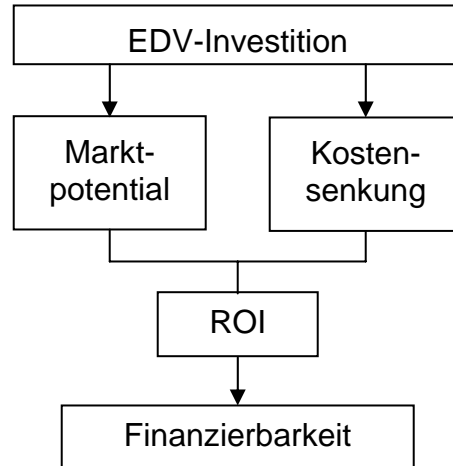 EDV-Investition
Markt-
potential
Kosten-
senkung
ROI
Finanzierbarkeit